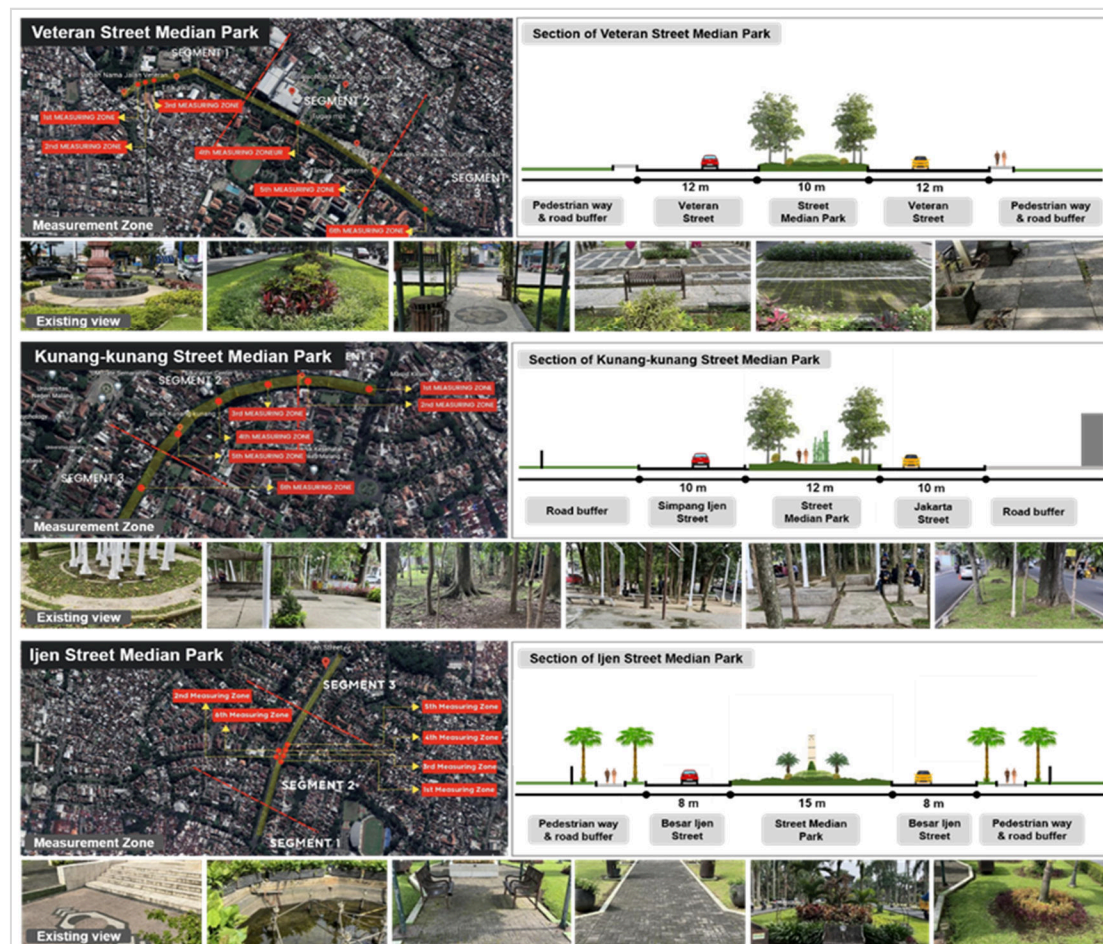 Veteran Street Median Park
SEGMENT 1
Nama Jalan Veteran
3rd MEASURING ZONE
1st MEASURING ZONE
2nd MEASURING ZONE
SEGMENT 2
4th MEASURING ZONEUR
5th MEASURING ZONE
SEGMENT
3
6th MEASURING ZONE
Measurement Zone
Section of Veteran Street Median Park
12 m
10 m
12 m
Pedestrian way
& road buffer
Veteran
Street
Street
Median Park
Veteran
Street
Pedestrian way
& road buffer
Existing view
Kunang-kunang Street Median Park
ENT 1
SEGMENT 2
1st MEASURING ZONE
2nd MEASURING ZONE
3rd MEASURING ZONE
4th MEASURING ZONE
5th MEASURING ZONE
SEGMENT 3
6th MEASURING ZONE
Measurement Zone
Section of Kunang-kunang Street Median Park
10 m
12 m
10 m
Road buffer
Simpang Ijen
Street
Street
Median Park
Jakarta
Street
Road buffer
Existing view
Ijen Street Median Park
Ijen Street
SEGMENT 3
2nd Measuring Zone
6th Measuring Zone
5th Measuring Zone
4th Measuring Zone
3rd Measuring Zone
1st Measuring Zone
SEGMENT 2
SEGMENT 1
Measurement Zone
Section of Ijen Street Median Park
8 m
15 m
8 m
Pedestrian way
& road buffer
Besar Ijen
Street
Street Median
Park
Besar Ijen
Street
Pedestrian way
& road buffer
Existing view